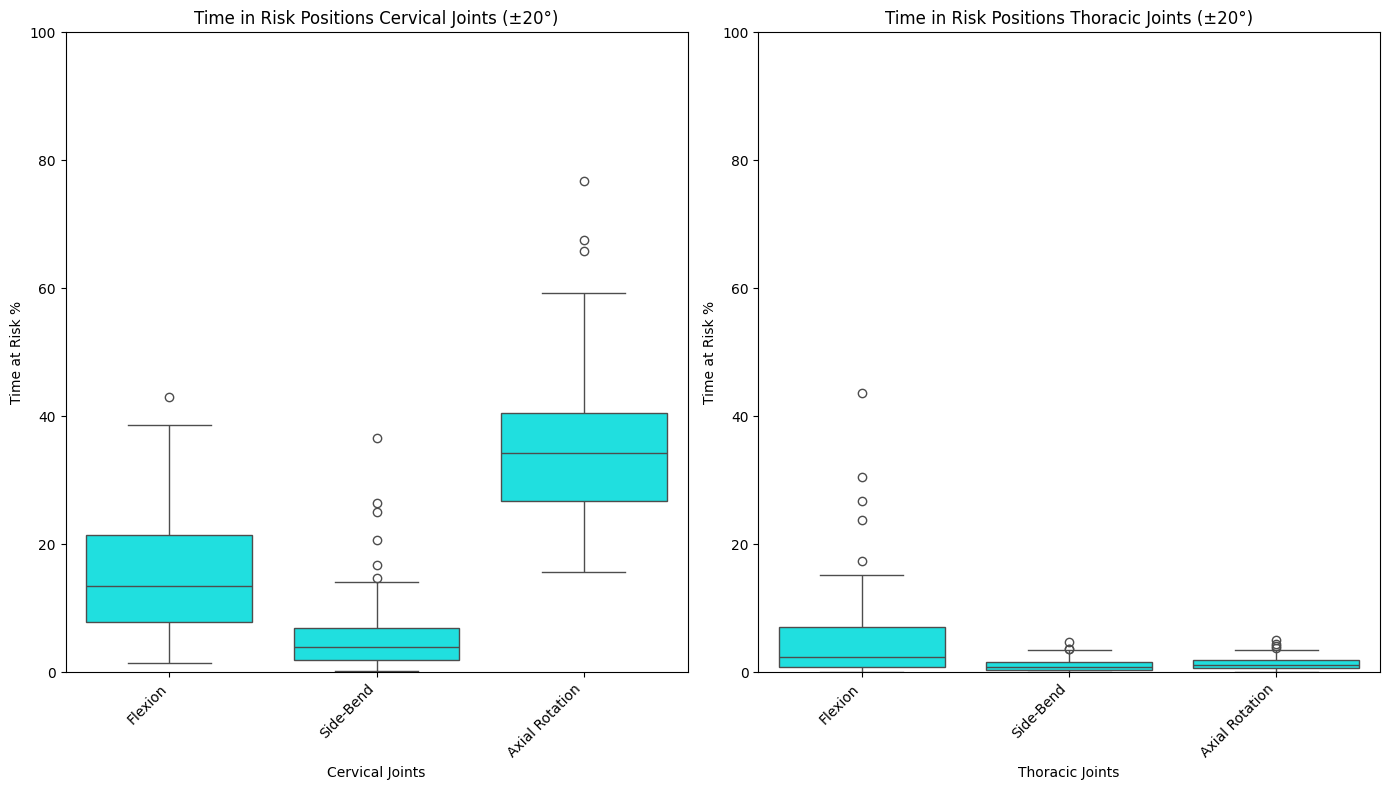 Time in Risk Positions Cervical Joints (±20°)
100
80
60
40
20
0
Time at Risk %
Flexion
Side-Bend
Axial Rotation
Cervical Joints
Time in Risk Positions Thoracic Joints (±20°)
100
80
60
40
20
0
Time at Risk %
Flexion
Side-Bend
Axial Rotation
Thoracic Joints